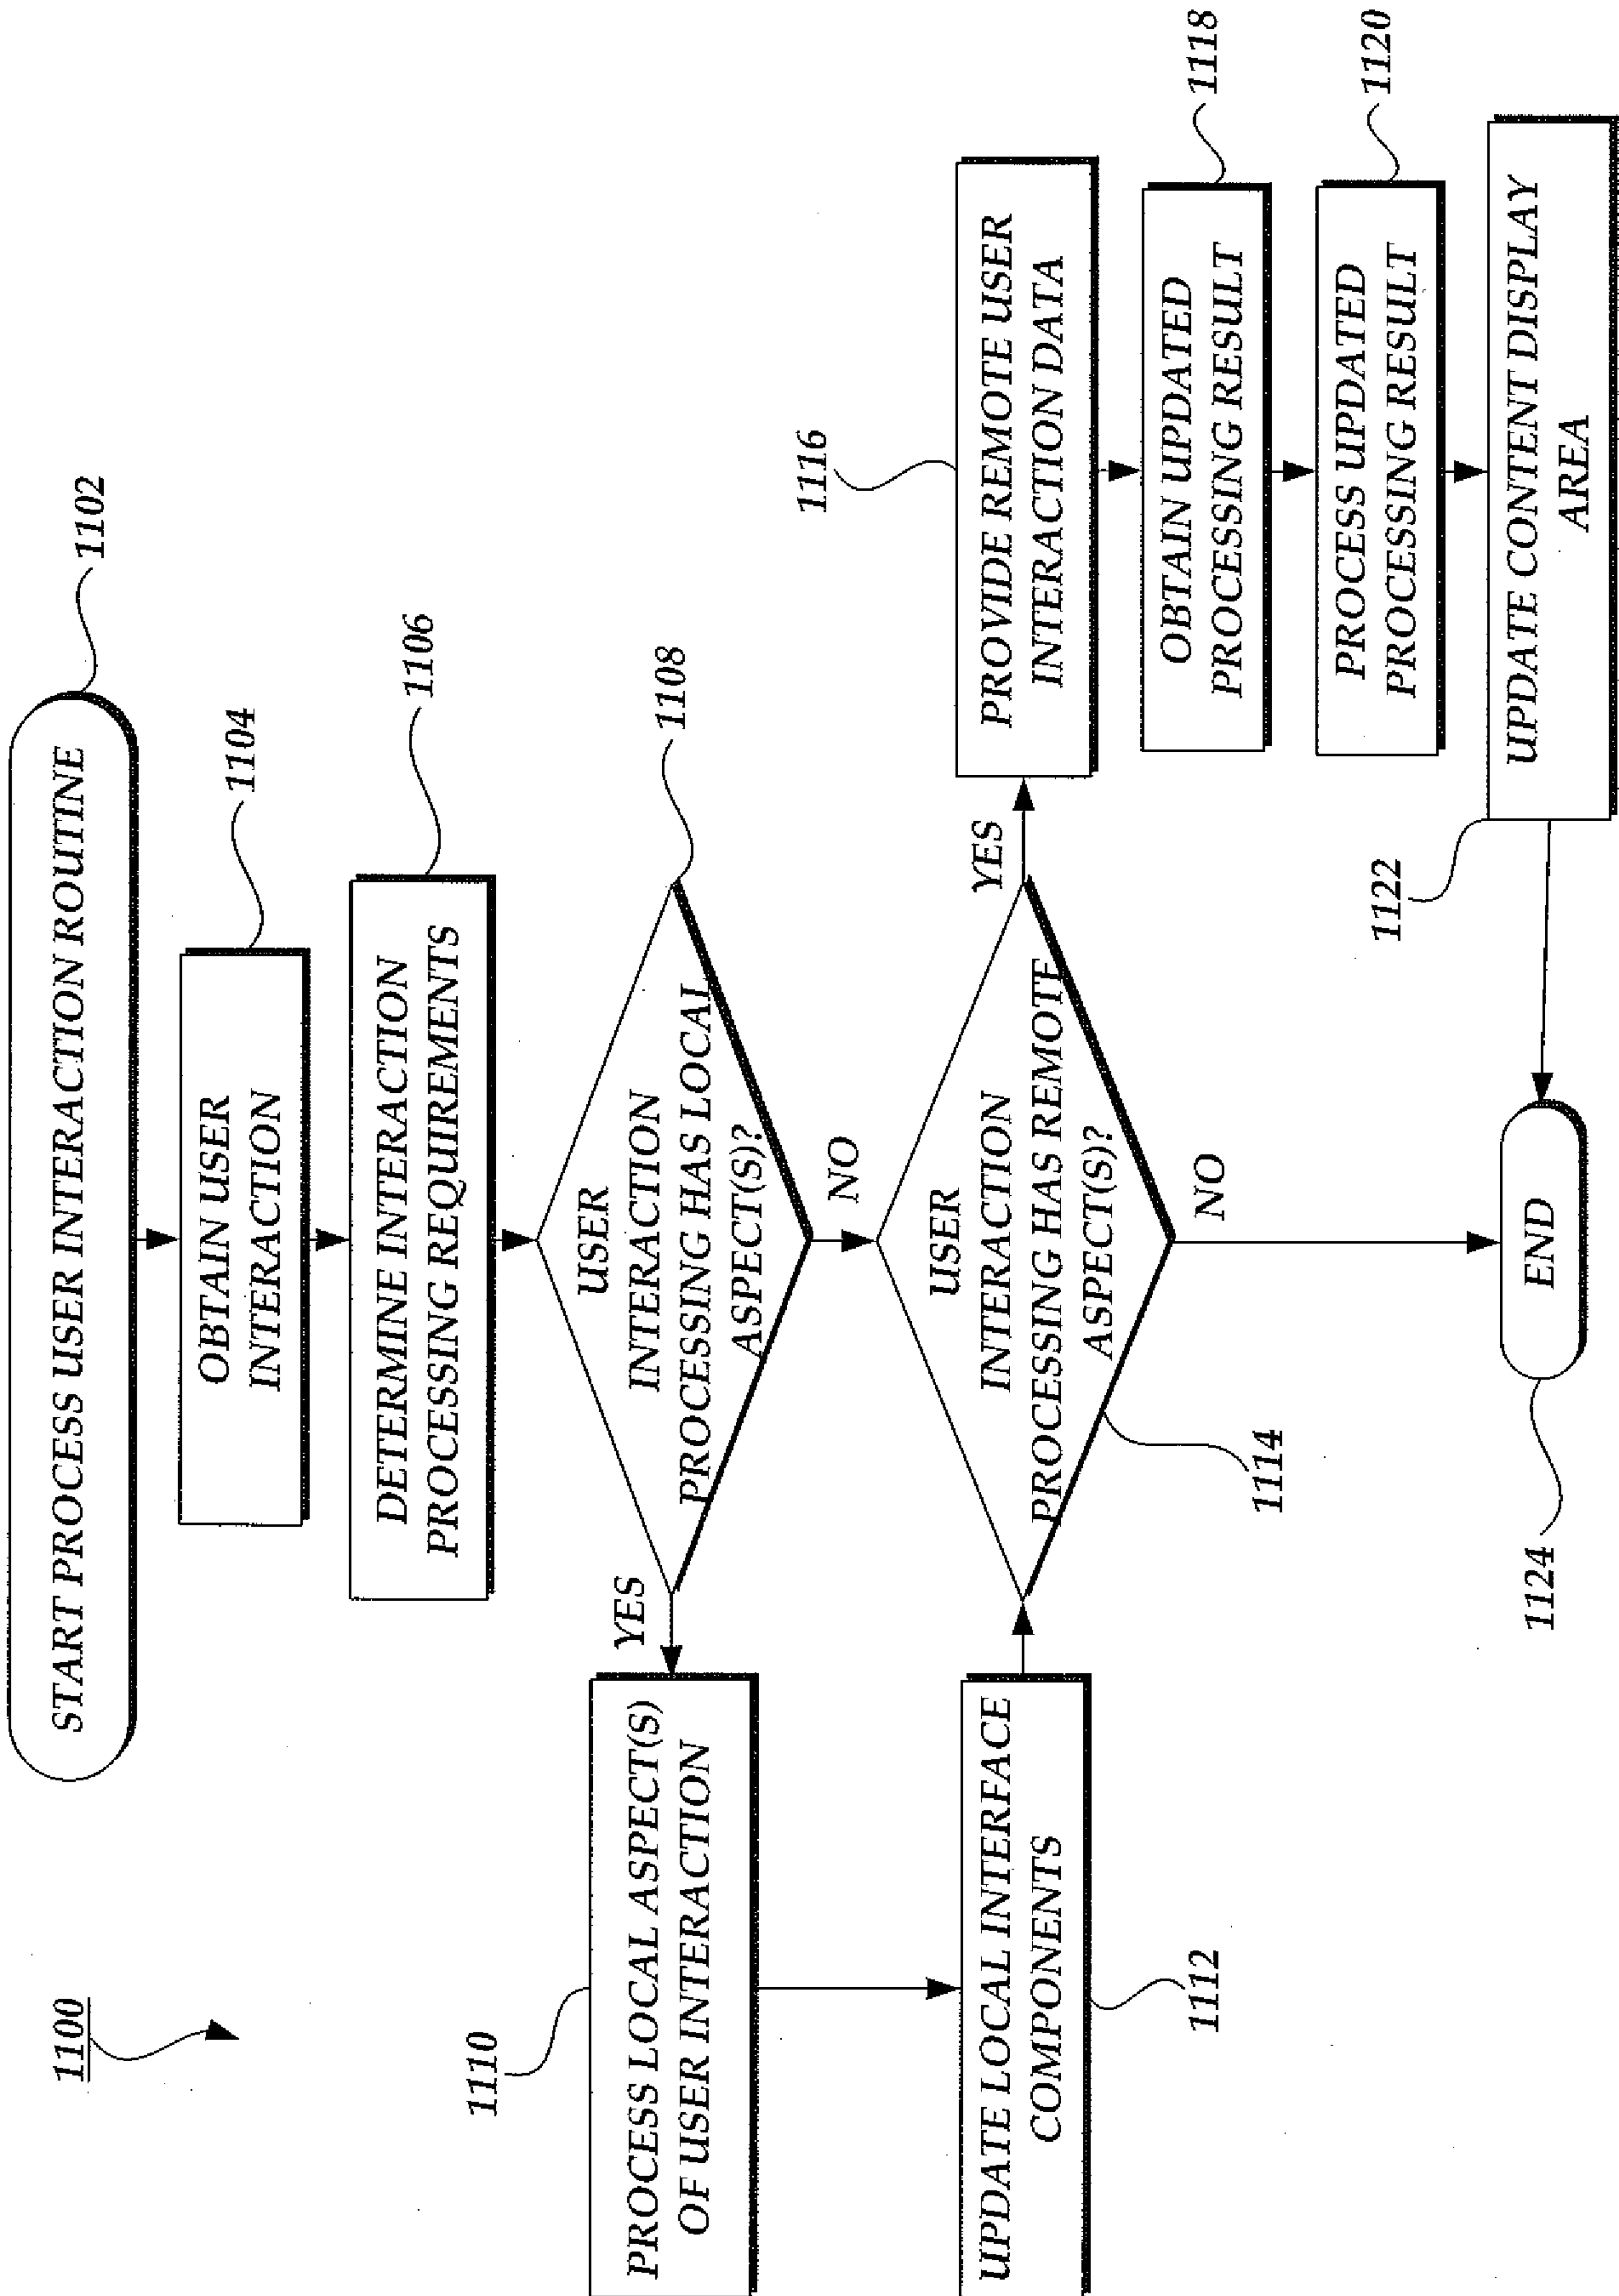 1100
START PROCESS USER INTERACTION ROUTINE
1102
OBTAIN USER
INTERACTION
1104
DETERMINE INTERACTION
PROCESSING REQUIREMENTS
1106
USER
INTERACTION
PROCESSING HAS LOCAL
ASPECT(S)?
1108
YES
NO
PROCESS LOCAL ASPECT(S)
OF USER INTERACTION
1110
UPDATE LOCAL INTERFACE
COMPONENTS
1112
USER
INTERACTION
PROCESSING HAS REMOTE
ASPECT(S)?
1114
YES
NO
PROVIDE REMOTE USER
INTERACTION DATA
1116
OBTAIN UPDATED
PROCESSING RESULT
1118
PROCESS UPDATED
PROCESSING RESULT
1120
UPDATE CONTENT DISPLAY
AREA
1122
END
1124